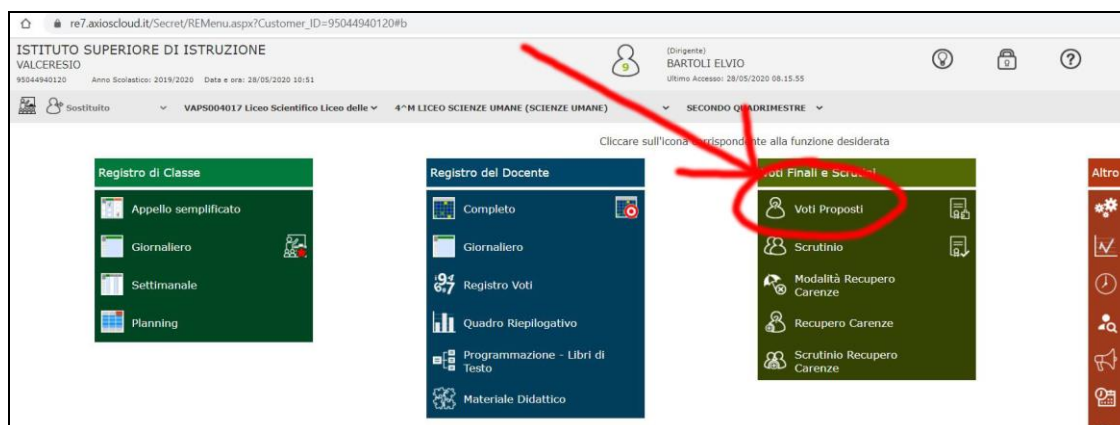 re7.axioscloud.it/Secret/REMenu.aspx?Customer_ID=95044940120#b
ISTITUTO SUPERIORE DI ISTRUZIONE
VALCERESIO
95044940120 Anno Scolastico: 2019/2020 Data e ora: 28/05/2020 10:51
9
(Dirigente)
BARTOLI ELVIO
Ultimo Accesso: 28/05/2020 08.15.55
?
Sostituito
VAPS004017 Liceo Scientifico Liceo delle
4^M LICEO SCIENZE UMANE (SCIENZE UMANE)
SECONDO QUADRIMESTRE
Cliccare sull'icona corrispondente alla funzione desiderata
Registro di Classe
Appello semplificato
Giornaliero
Settimanale
Planning
Registro del Docente
Completo
Giornaliero
Registro Voti
Quadro Riepilogativo
Programmazione - Libri di
Testo
Materiale Didattico
Voti Finali e Scrutini
Voti Proposti
Scrutinio
Modalità Recupero
Carenze
Recupero Carenze
Scrutinio Recupero
Carenze
Altro